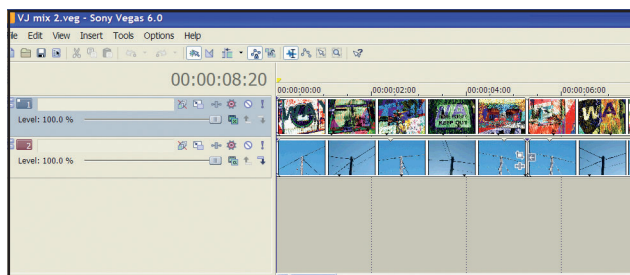 VJ mix 2.veg - Sony Vegas 6.0
ile Edit View Insert Tools Options Help
00:00:08:20
00:00:00:00 00:00:02:00 00:00:04:00 00:00:06:00
1
Level: 100.0 %
KEEP OUT
WA
2
Level: 100.0 %